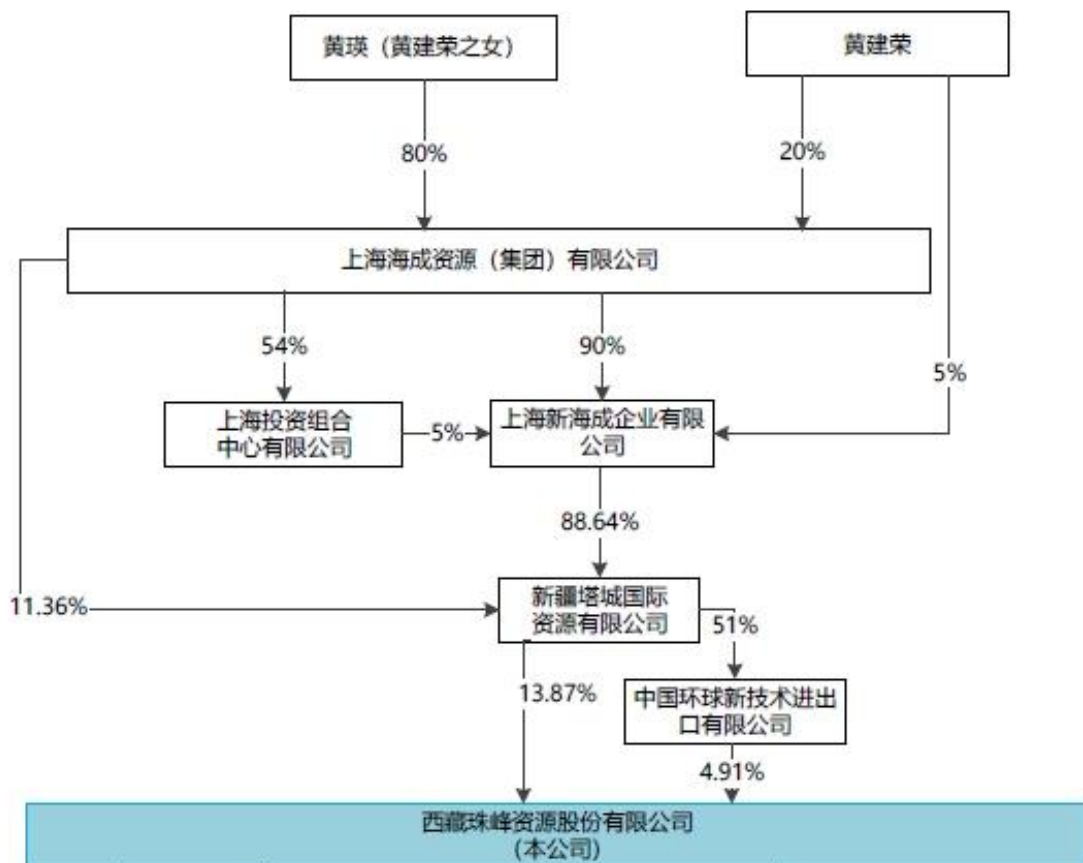 黄瑛（黄建荣之女）
黄建荣
80%
20%
上海海成资源（集团）有限公司
54%
90%
5%
上海投资组合
中心有限公司
5%
上海新海成企业有限
公司
88.64%
11.36%
新疆塔城国际
资源有限公司
51%
13.87%
中国环球新技术进出
口有限公司
4.91%
西藏珠峰资源股份有限公司
（本公司）